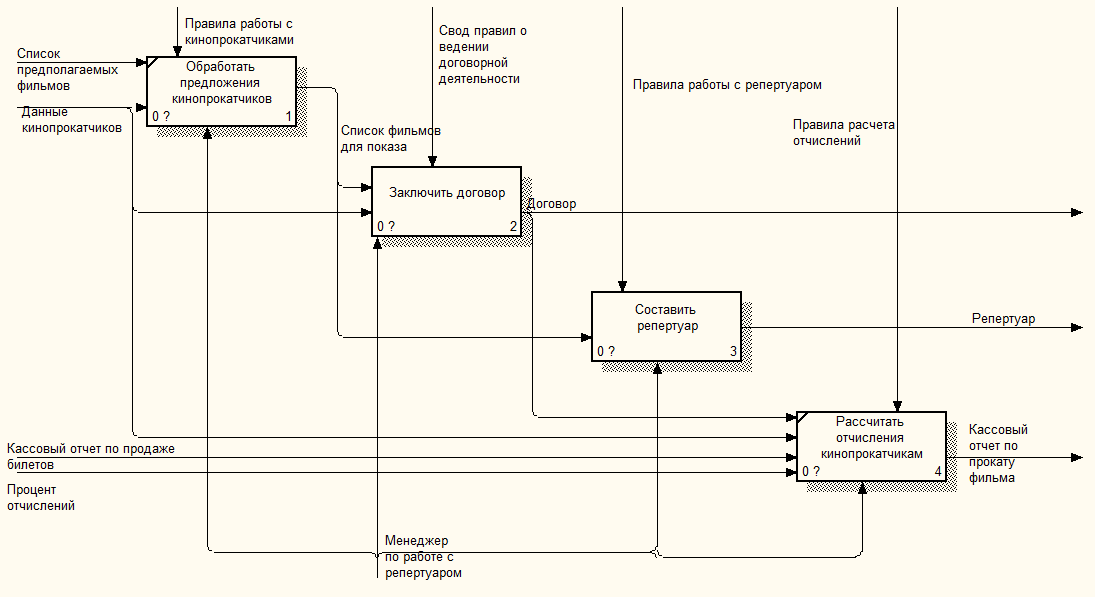 Правила работы с
кинопрокатчиками
Список
предполагаемых
фильмов
Обработать
предложения
кинопрокатчиков
0 ?
1
Данные
кинопрокатчиков
Свод правил о
ведении
договорной
деятельности
Правила работы с репертуаром
Правила расчета
отчислений
Список фильмов
для показа
Заключить договор
0 ?
2
Договор
Составить
репертуар
0 ?
3
Репертуар
Рассчитать
отчисления
кинопрокатчикам
0 ?
4
Кассовый
отчет по
прокату
фильма
Кассовый отчет по продаже
билетов
Процент
отчислений
Менеджер
по работе с
репертуаром